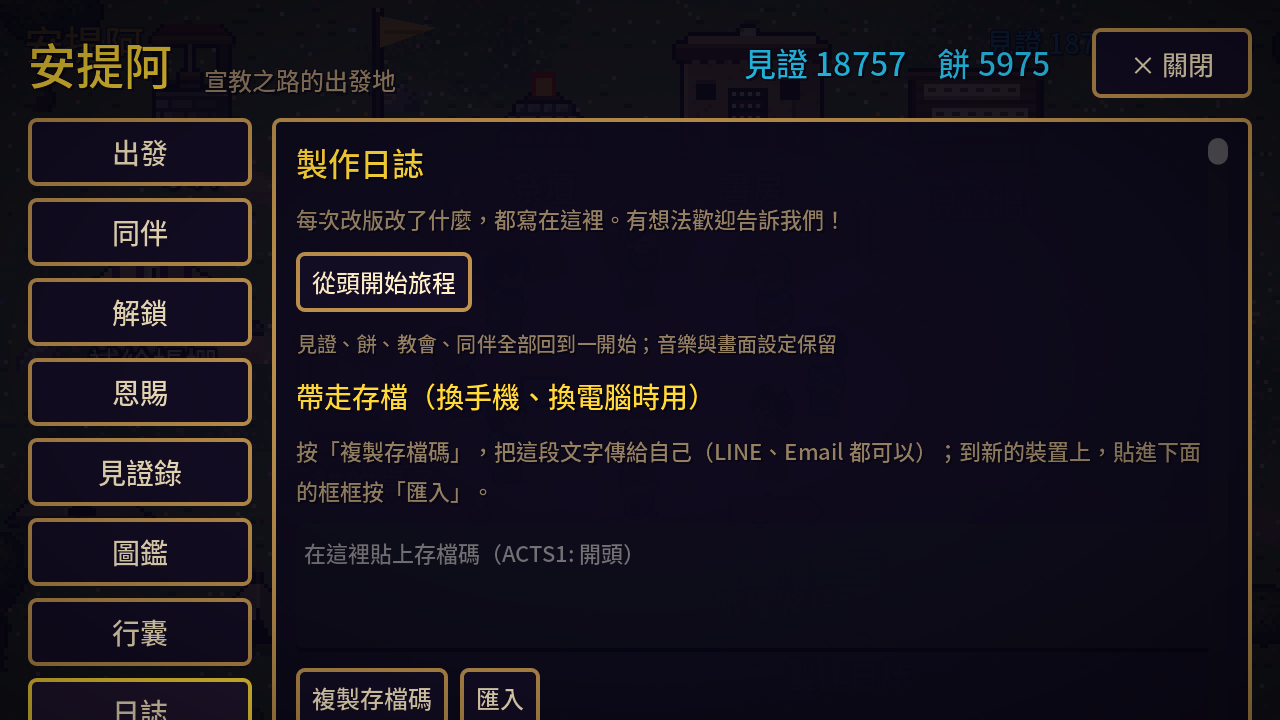 安提阿
宣教之路的出發地
見證 18757
餅 5975
× 關閉
出發
同伴
解鎖
恩賜
見證錄
圖鑑
行囊
日誌
製作日誌
每次改版改了什麼，都寫在這裡。有想法歡迎告訴我們！
從頭開始旅程
見證、餅、教會、同伴全部回到一開始；音樂與畫面設定保留
帶走存檔（換手機、換電腦時用）
按「複製存檔碼」，把這段文字傳給自己（LINE、Email 都可以）；到新的裝置上，貼進下面
的框框按「匯入」。
在這裡貼上存檔碼（ACTS1: 開頭）
複製存檔碼
匯入